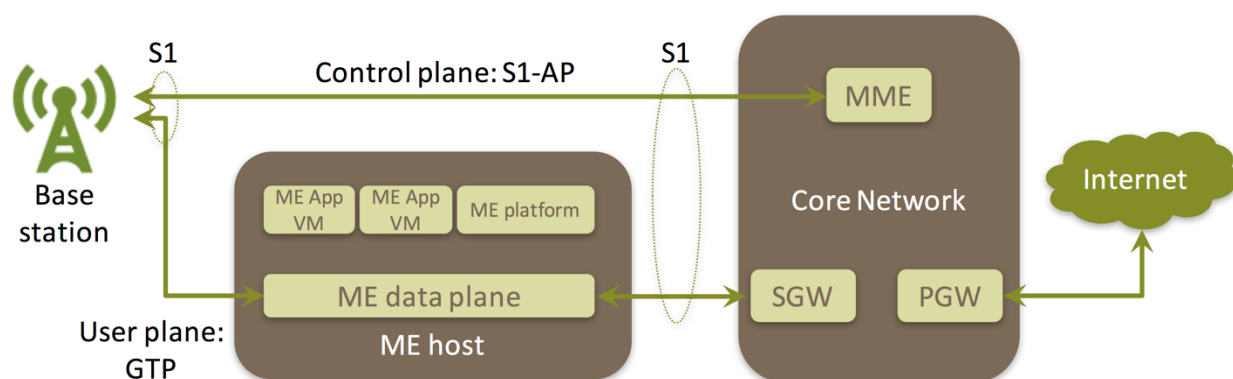 S1
Control plane: S1-AP
S1
MME
Base
station
ME App
VM
ME App
VM
ME platform
Core Network
Internet
ME data plane
SGW
PGW
User plane:
GTP
ME host